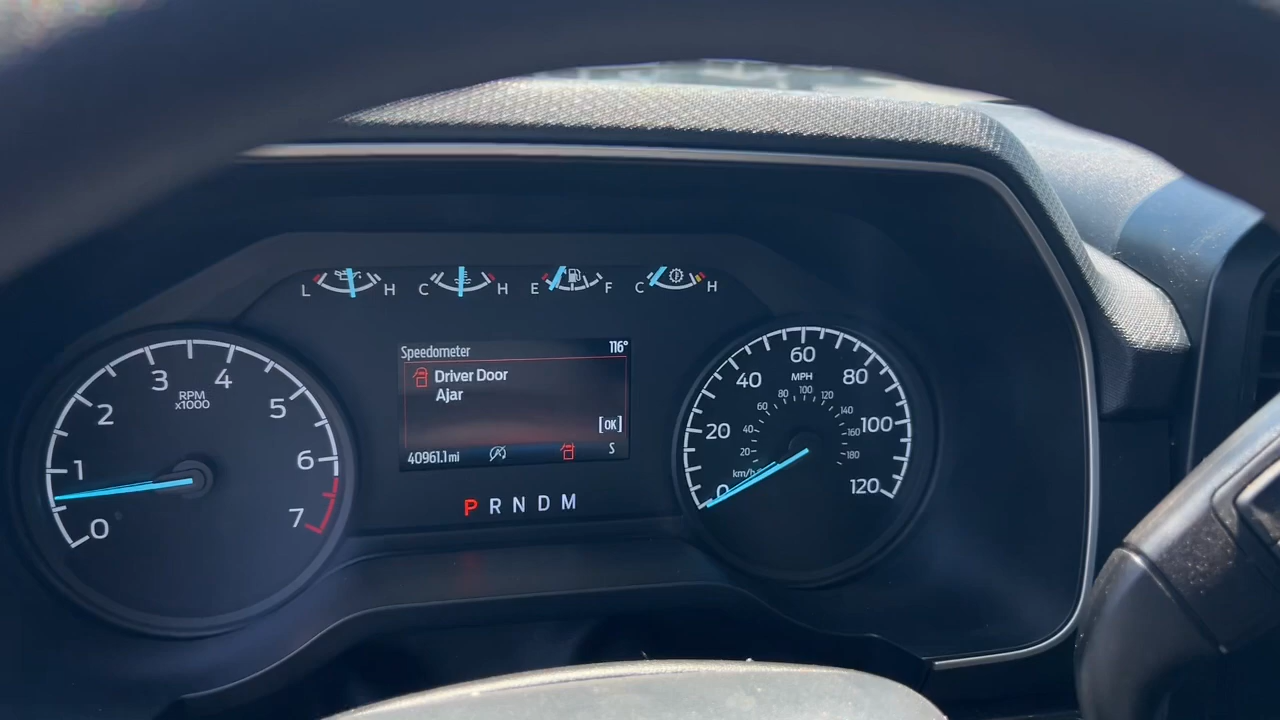 L H C H E F C H
Speedometer 116°
Driver Door
Ajar
[OK]
40961.1 mi S
P R N D M
0 1 2 3 4 5 6 7
RPM
x1000
0 20 40 60 80 100 120
MPH
20 40 60 80 100 120 140 160 180
km/h